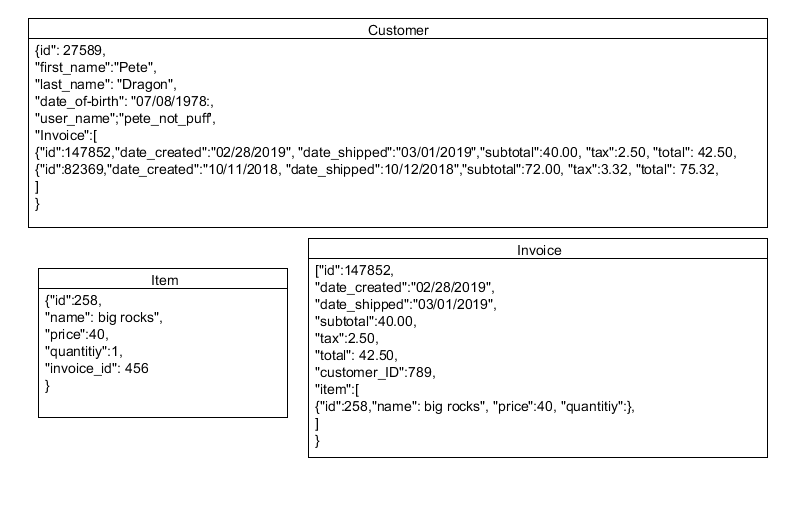 Customer
{id": 27589,
"first_name":"Pete",
"last_name": "Dragon",
"date_of-birth": "07/08/1978:,
"user_name";"pete_not_puff',
"Invoice":[
{"id":147852,"date_created":"02/28/2019", "date_shipped":"03/01/2019","subtotal":40.00, "tax":2.50, "total": 42.50,
{"id":82369,"date_created":"10/11/2018, "date_shipped":10/12/2018","subtotal":72.00, "tax":3.32, "total": 75.32,
]
}
Item
{"id":258,
"name": big rocks",
"price":40,
"quantitiy":1,
"invoice_id": 456
}
Invoice
["id":147852,
"date_created":"02/28/2019",
"date_shipped":"03/01/2019",
"subtotal":40.00,
"tax":2.50,
"total": 42.50,
"customer_ID":789,
"item":[
{"id":258,"name": big rocks", "price":40, "quantitiy":},
]
}